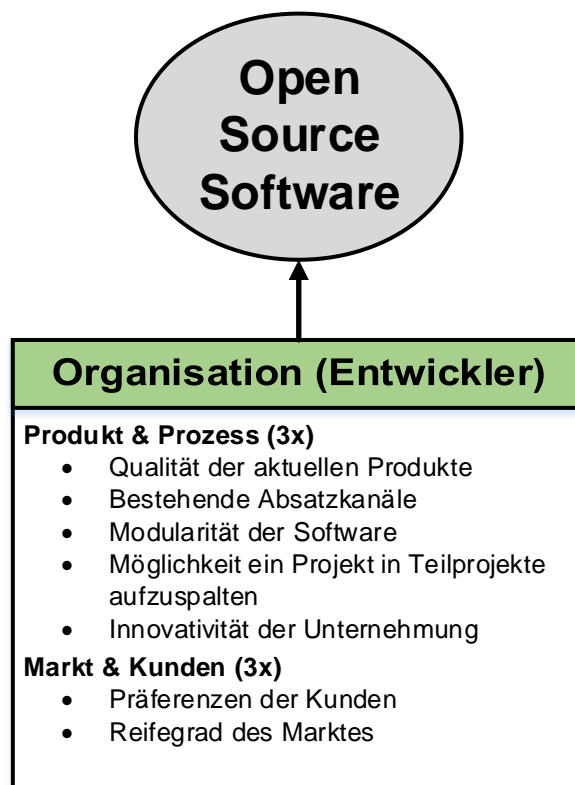 Open
Source
Software
Organisation (Entwickler)
Produkt & Prozess (3x)
• Qualität der aktuellen Produkte
• Bestehende Absatzkanäle
• Modularität der Software
• Möglichkeit ein Projekt in Teilprojekte
aufzuspalten
• Innovativität der Unternehmung
Markt & Kunden (3x)
• Präferenzen der Kunden
• Reifegrad des Marktes